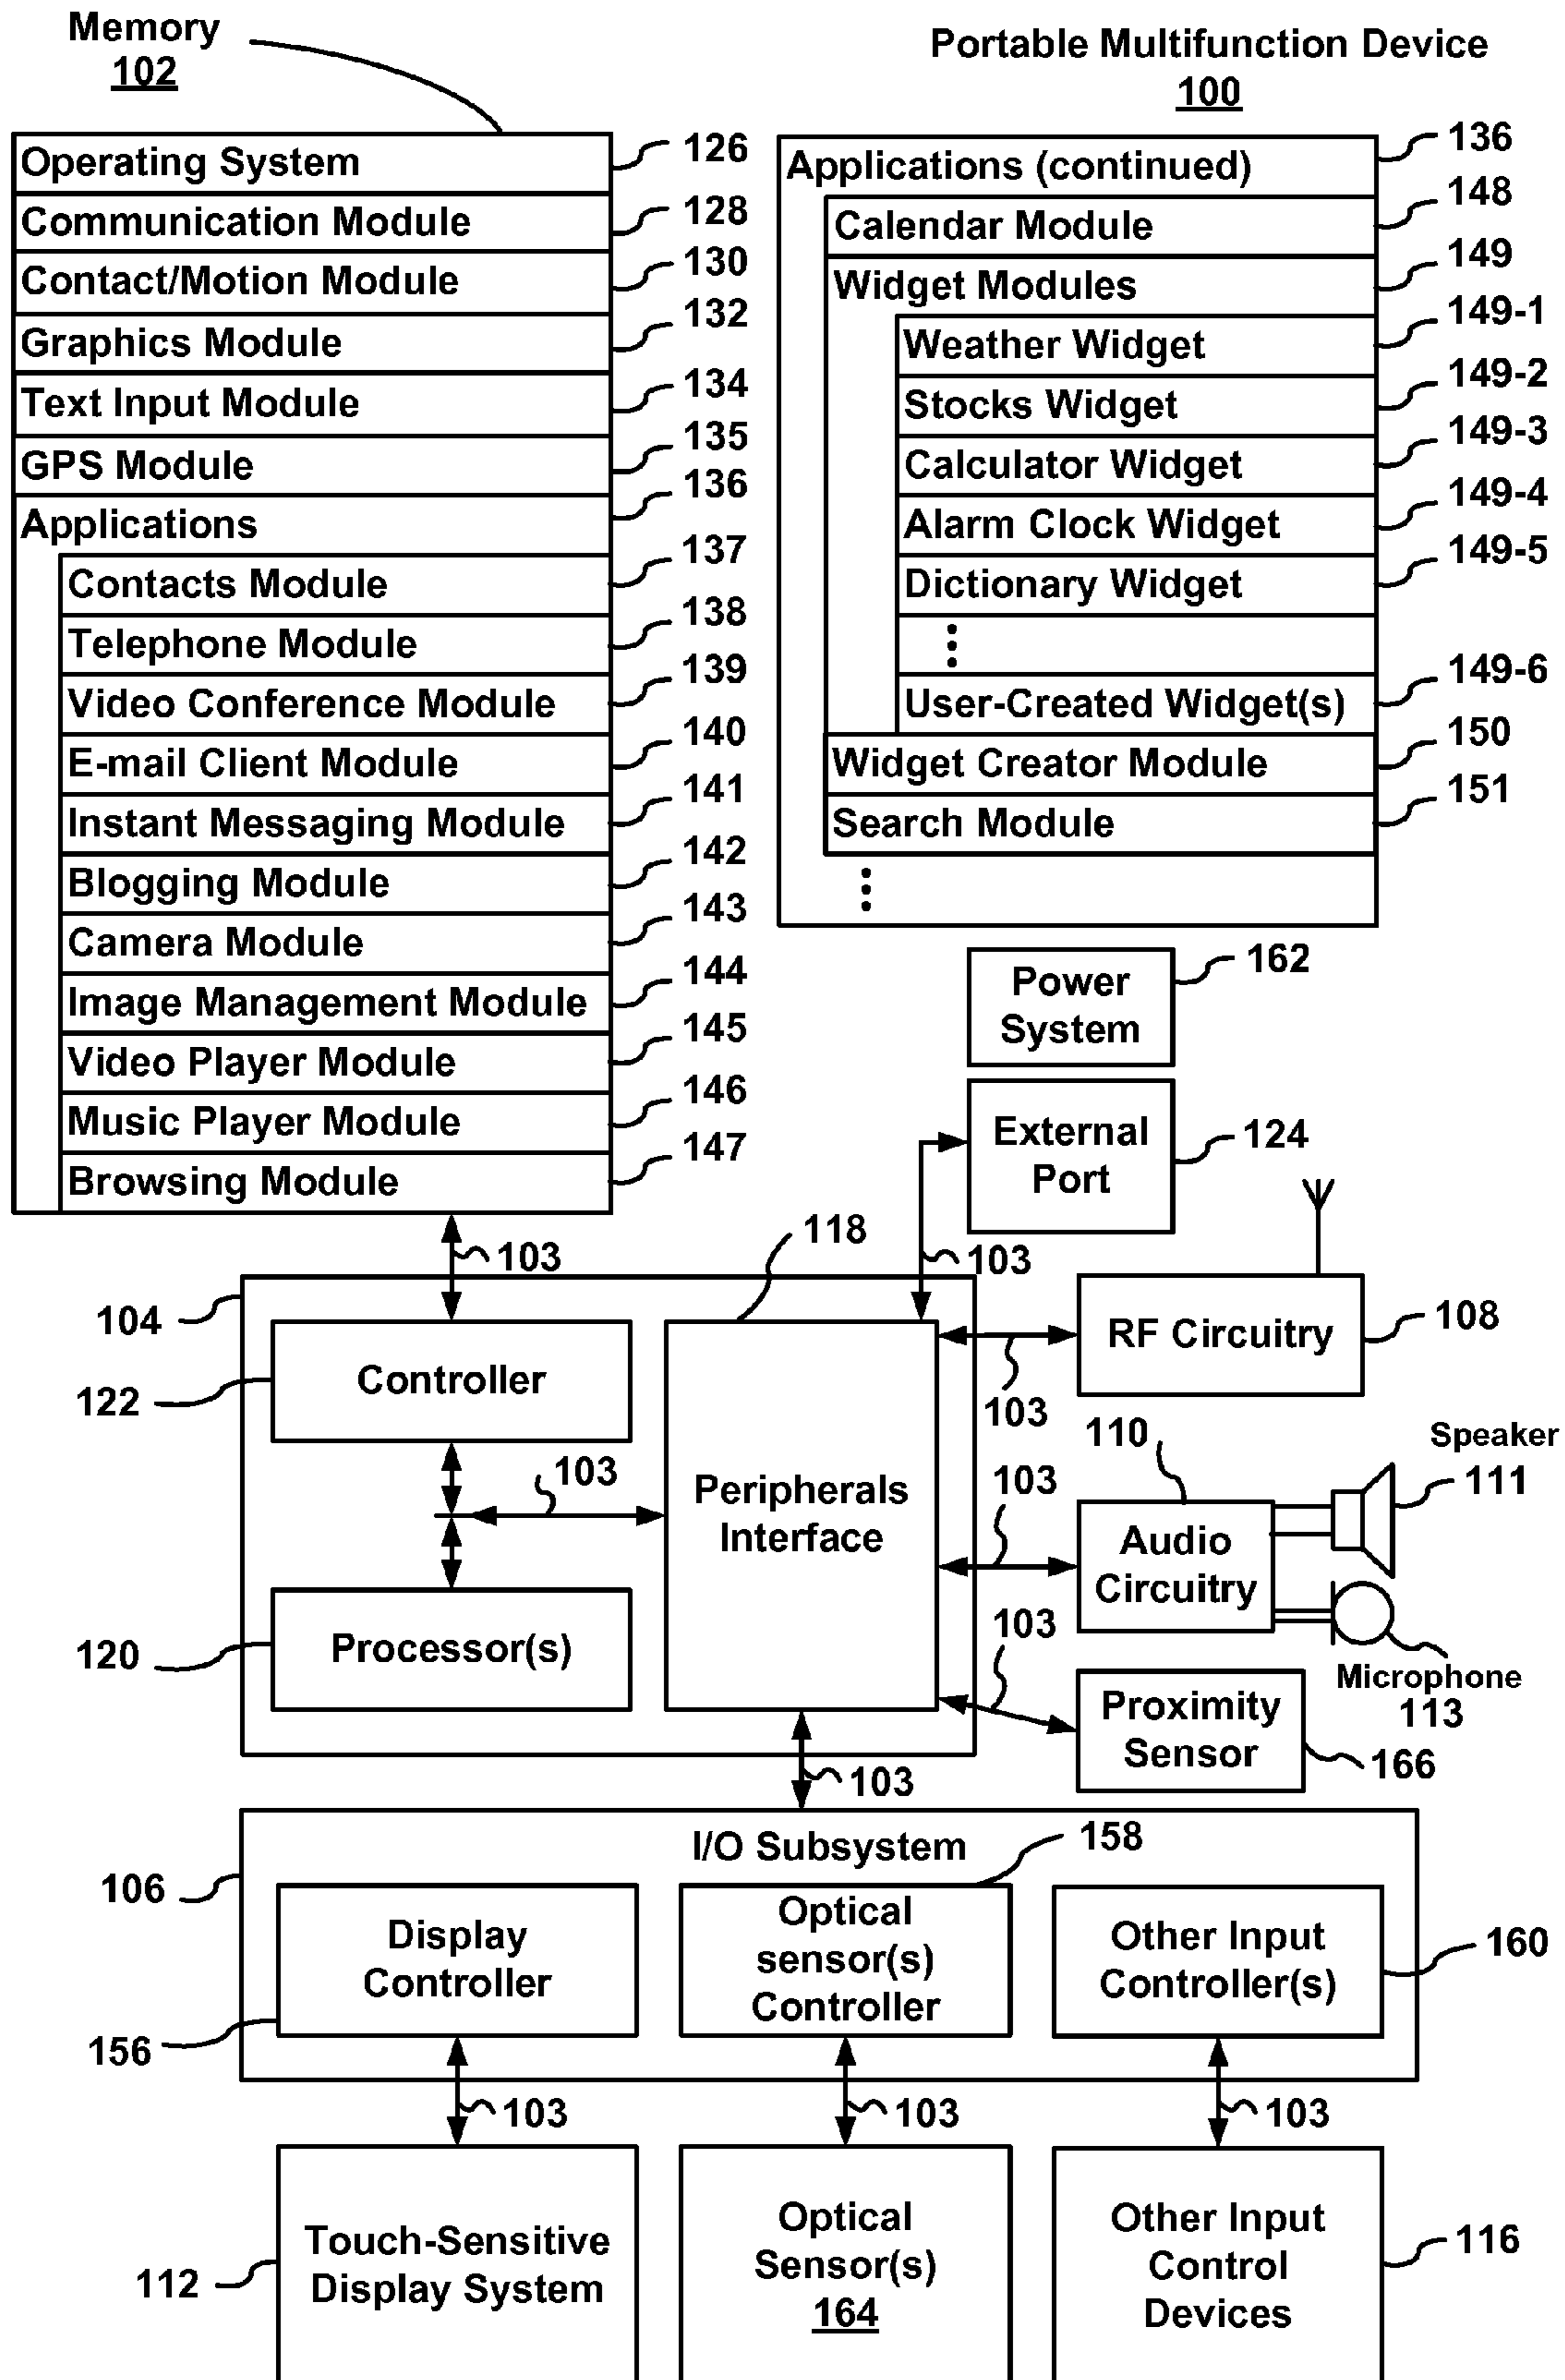 Memory
102
Portable Multifunction Device
100
Operating System
126
Communication Module
128
Contact/Motion Module
130
Graphics Module
132
Text Input Module
134
GPS Module
135
Applications
136
Contacts Module
137
Telephone Module
138
Video Conference Module
139
E-mail Client Module
140
Instant Messaging Module
141
Blogging Module
142
Camera Module
143
Image Management Module
144
Video Player Module
145
Music Player Module
146
Browsing Module
147
Applications (continued)
136
Calendar Module
148
Widget Modules
149
Weather Widget
149-1
Stocks Widget
149-2
Calculator Widget
149-3
Alarm Clock Widget
149-4
Dictionary Widget
149-5
User-Created Widget(s)
149-6
Widget Creator Module
150
Search Module
151
Power
System
162
External
Port
124
103
118
103
104
Controller
122
RF Circuitry
108
103
103
Peripherals
Interface
110
103
Audio
Circuitry
Speaker
111
Processor(s)
120
103
Microphone
113
Proximity
Sensor
166
103
I/O Subsystem
158
106
Display
Controller
156
Optical
sensor(s)
Controller
Other Input
Controller(s)
160
103
103
103
Touch-Sensitive
Display System
112
Optical
Sensor(s)
164
Other Input
Control
Devices
116